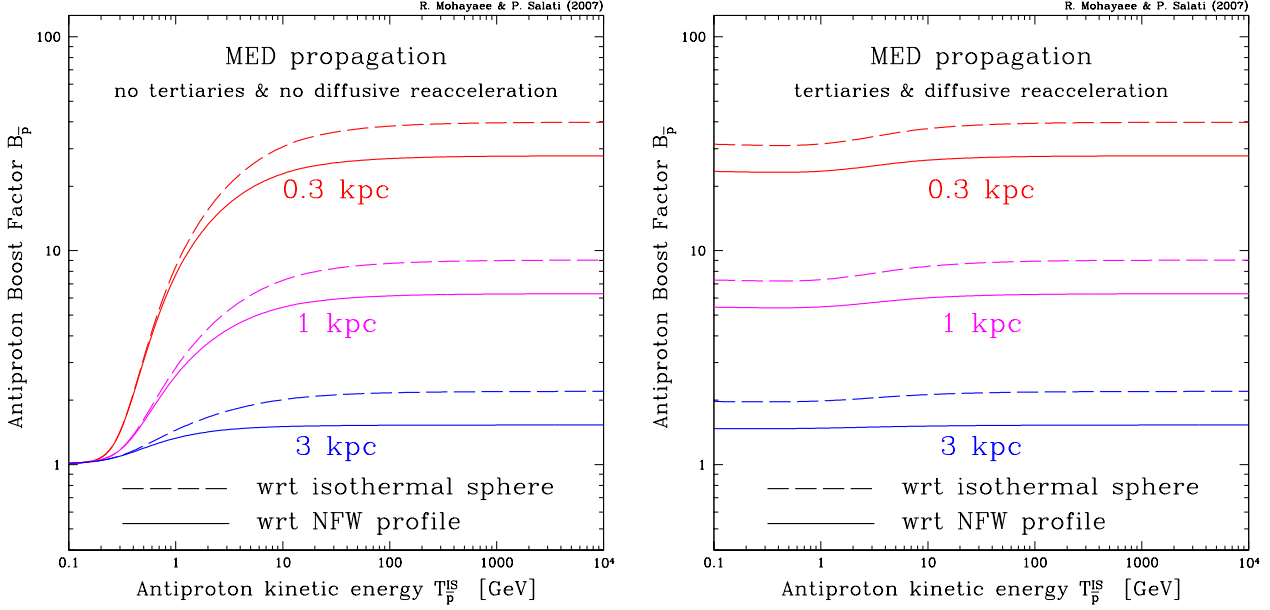 R. Mohayaee & P. Salati (2007)
MED propagation
no tertiaries & no diffusive reacceleration
Antiproton Boost Factor B_p̅
100
10
1
0.3 kpc
1 kpc
3 kpc
wrt isothermal sphere
wrt NFW profile
0.1 1 10 100 1000 10⁴
Antiproton kinetic energy T_p̅^IS [GeV]
R. Mohayaee & P. Salati (2007)
MED propagation
tertiaries & diffusive reacceleration
Antiproton Boost Factor B_p̅
100
10
1
0.3 kpc
1 kpc
3 kpc
wrt isothermal sphere
wrt NFW profile
0.1 1 10 100 1000 10⁴
Antiproton kinetic energy T_p̅^IS [GeV]